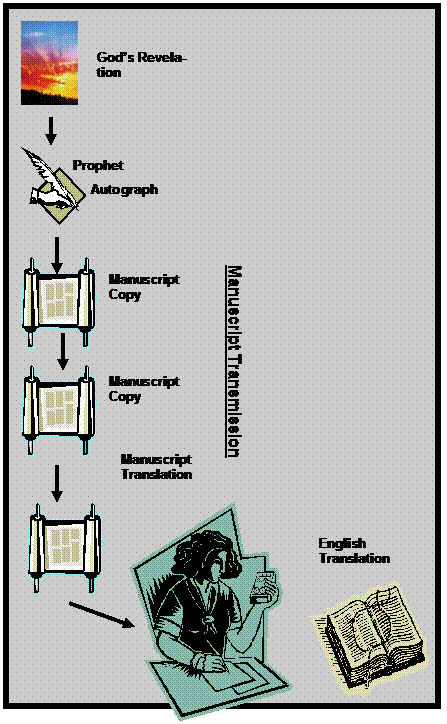 God's Revela-
tion
Prophet
Autograph
Manuscript
Copy
Manuscript Transmission
Manuscript
Copy
Manuscript
Translation
English
Translation